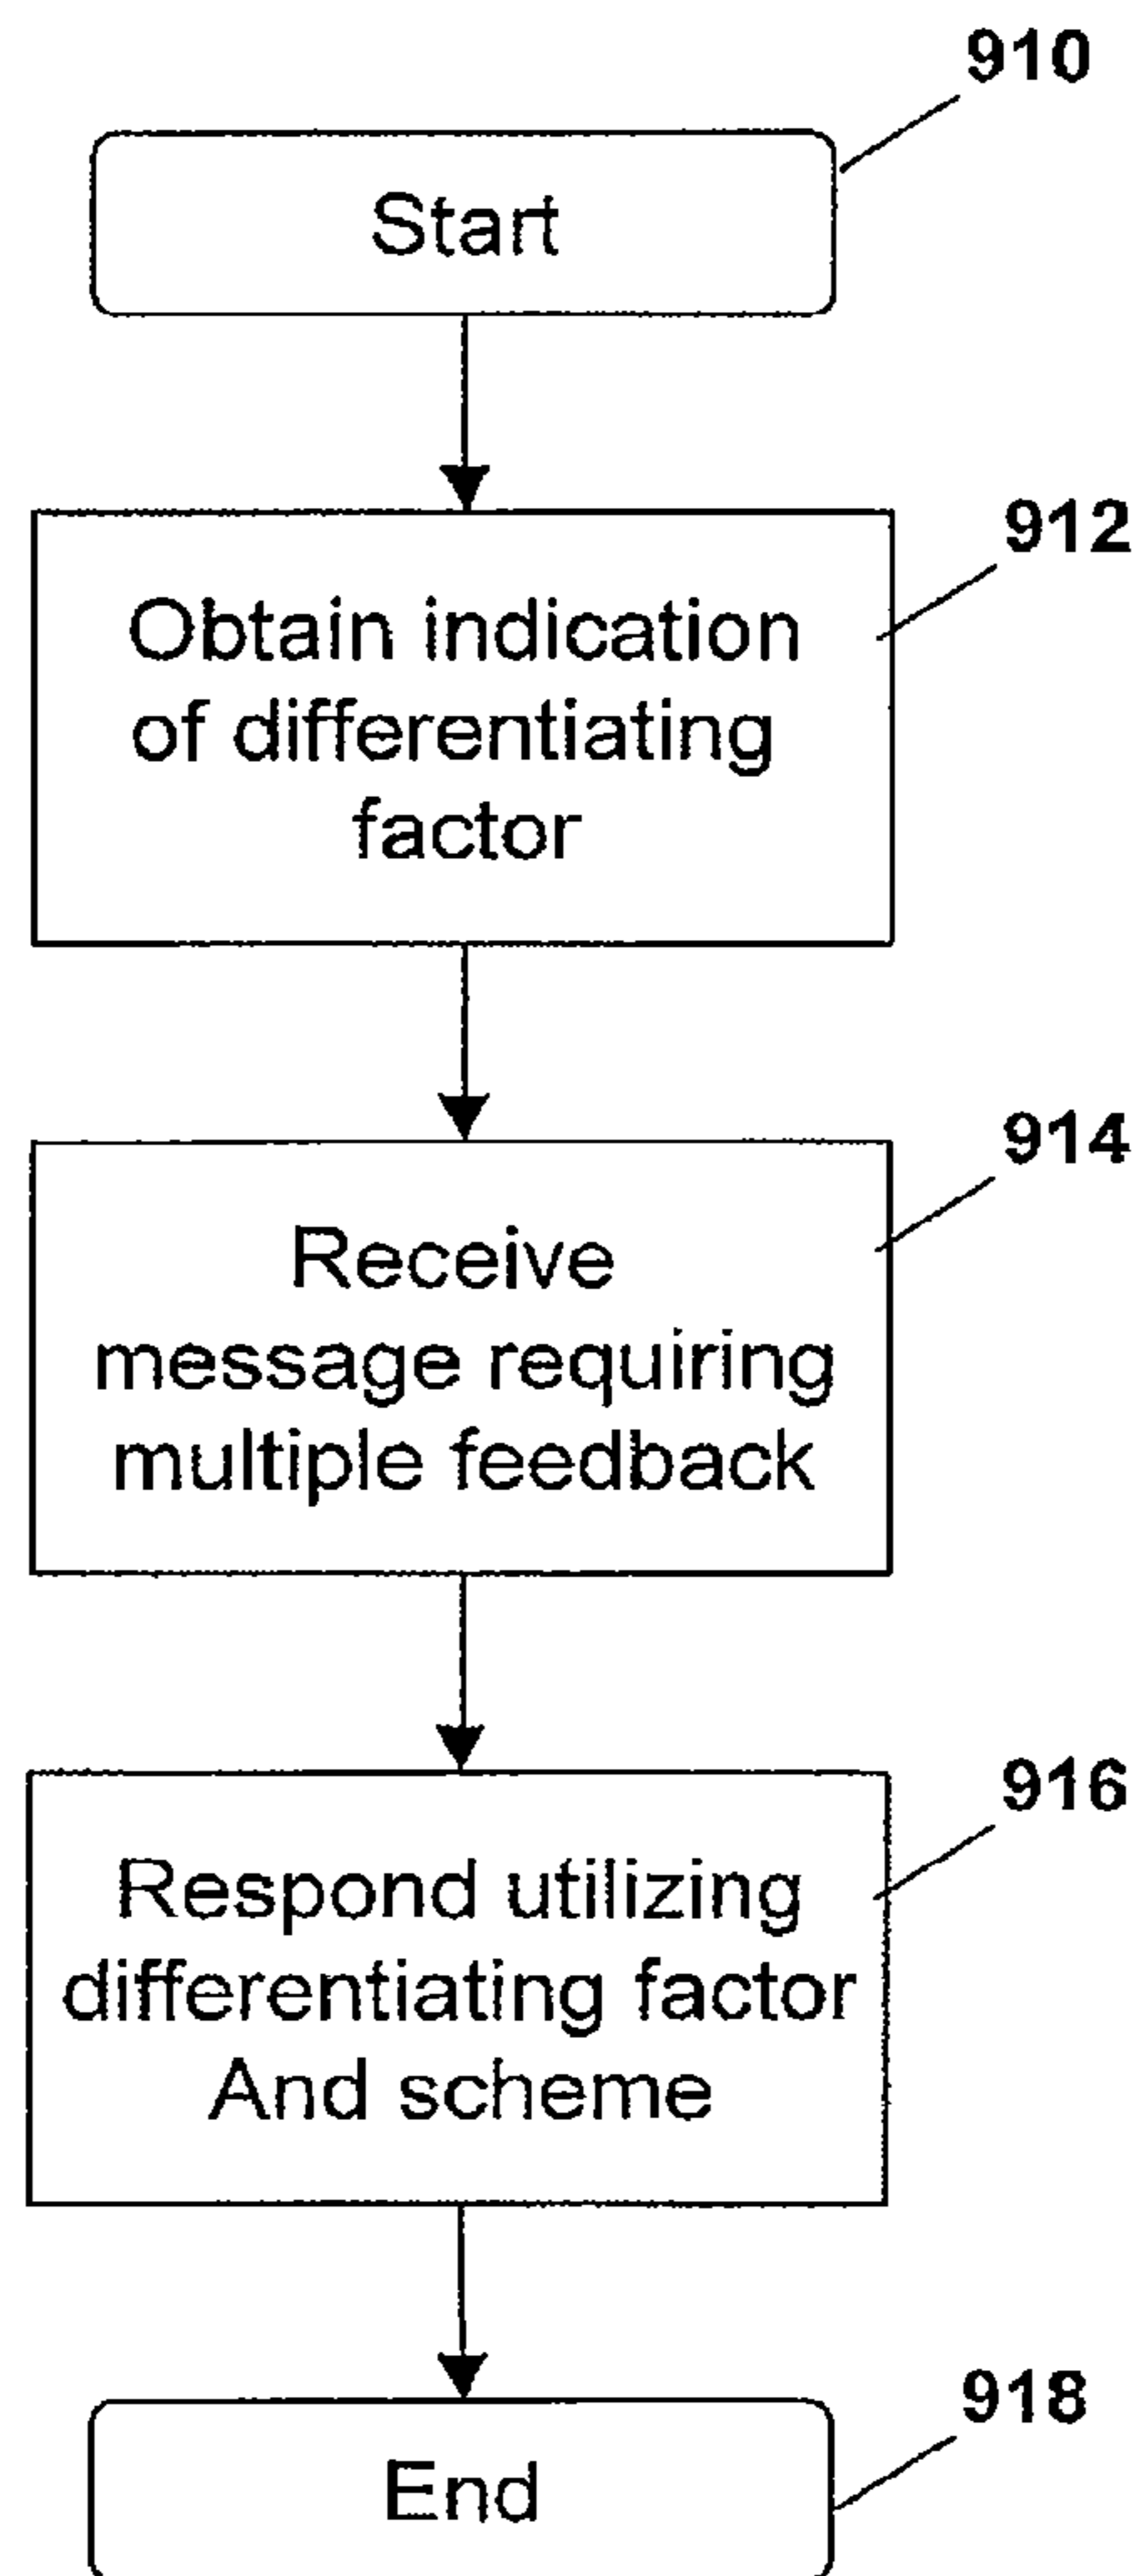 910
Start
912
Obtain indication
of differentiating
factor
914
Receive
message requiring
multiple feedback
916
Respond utilizing
differentiating factor
And scheme
918
End